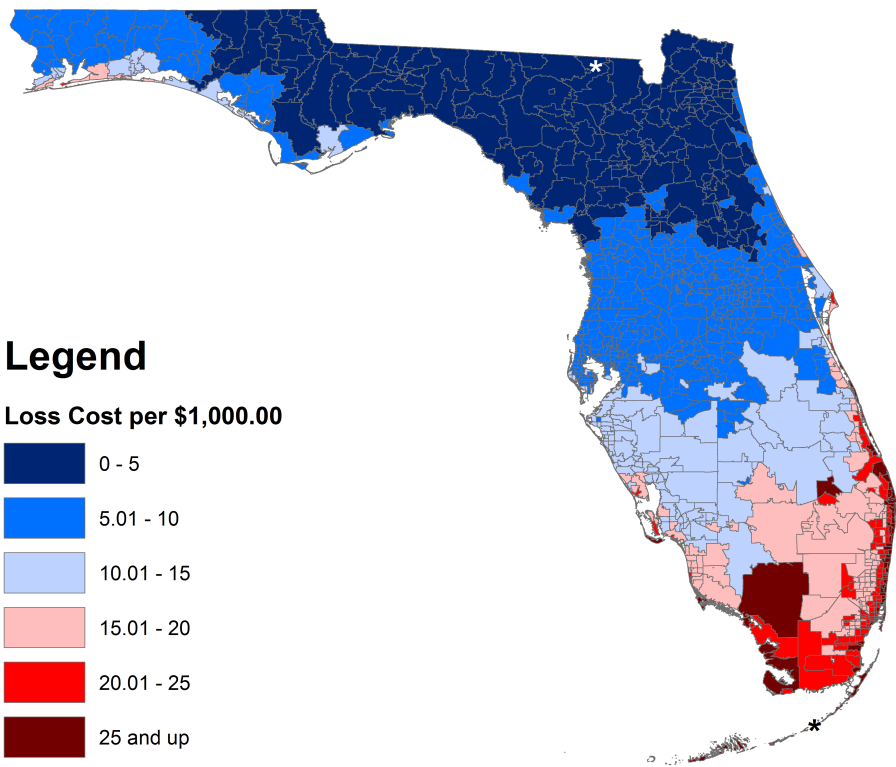 *
Legend
Loss Cost per $1,000.00
0 - 5
5.01 - 10
10.01 - 15
15.01 - 20
20.01 - 25
25 and up
*